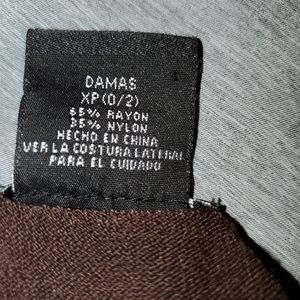 DAMAS
XP(0/2)
65% RAYON
35% NYLON
HECHO EN CHINA
VER LA COSTURA LATERAL
PARA EL CUIDADO